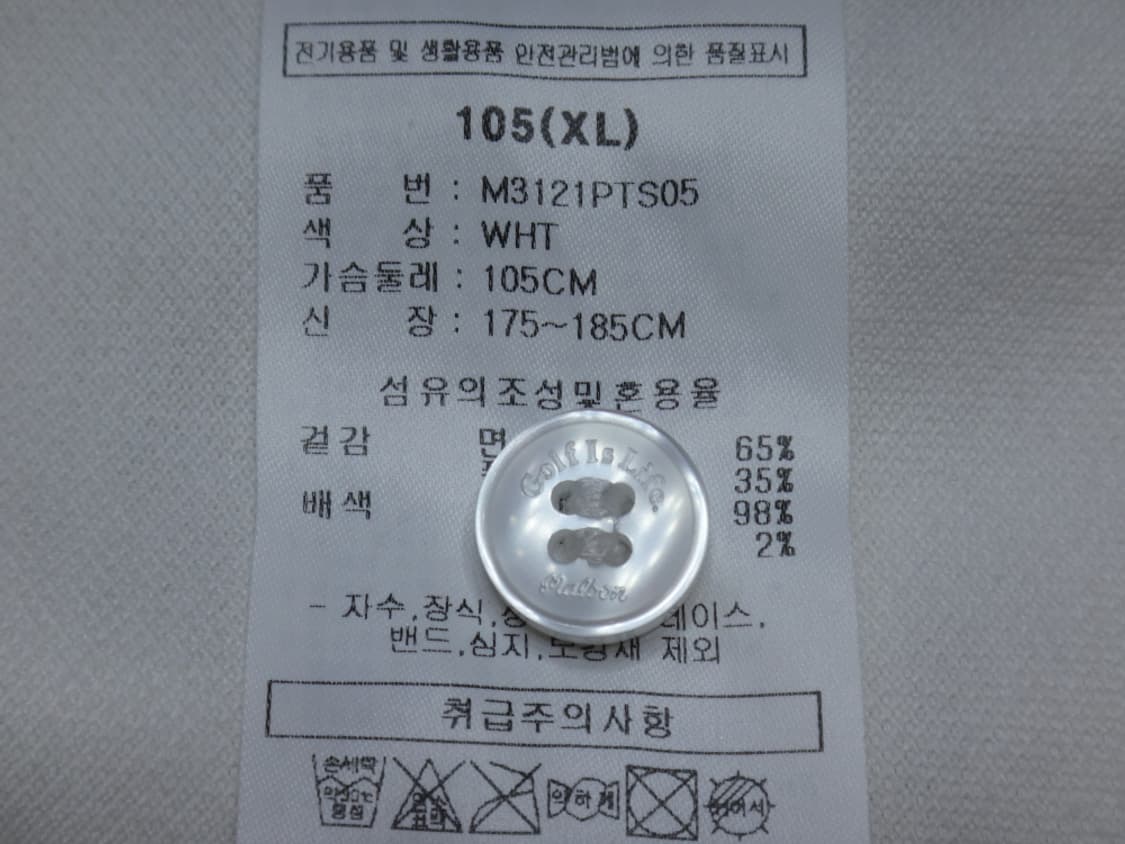 전기용품 및 생활용품 안전관리법에 의한 품질표시
105(XL)
품 번 : M3121PTS05
색 상 : WHT
가슴둘레 : 105CM
신 장 : 175~185CM
섬유의조성및혼용율
겉감 면 65%
35%
배색 98%
2%
Golf Is Life.
Malbon
- 자수,장식, 레이스,
밴드,심지, 제외
취급주의사항
손세탁
약하게